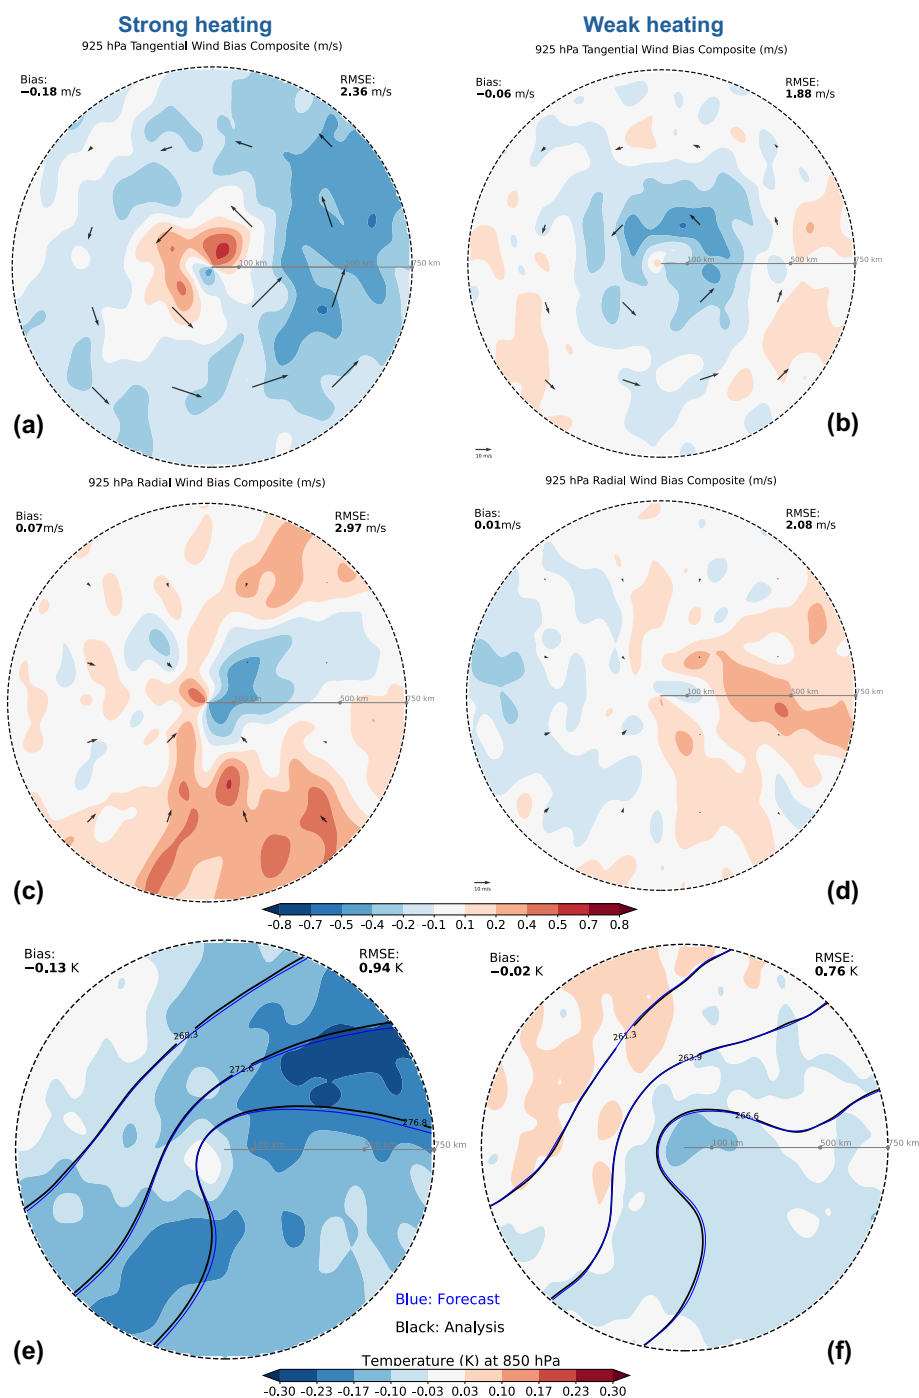 Strong heating
Weak heating
925 hPa Tangential Wind Bias Composite (m/s)
925 hPa Tangential Wind Bias Composite (m/s)
Bias:
−0.18 m/s
RMSE:
2.36 m/s
Bias:
−0.06 m/s
RMSE:
1.88 m/s
100 km
500 km
750 km
100 km
500 km
750 km
(a)
(b)
10 m/s
925 hPa Radial Wind Bias Composite (m/s)
925 hPa Radial Wind Bias Composite (m/s)
Bias:
0.07m/s
RMSE:
2.97 m/s
Bias:
0.01m/s
RMSE:
2.08 m/s
100 km
500 km
750 km
100 km
500 km
750 km
(c)
(d)
10 m/s
-0.8 -0.7 -0.5 -0.4 -0.2 -0.1 0.1 0.2 0.4 0.5 0.7 0.8
Bias:
−0.13 K
RMSE:
0.94 K
Bias:
−0.02 K
RMSE:
0.76 K
268.3
272.6
276.8
261.3
263.9
266.6
100 km
500 km
750 km
100 km
500 km
750 km
Blue: Forecast
Black: Analysis
(e)
(f)
Temperature (K) at 850 hPa
-0.30 -0.23 -0.17 -0.10 -0.03 0.03 0.10 0.17 0.23 0.30